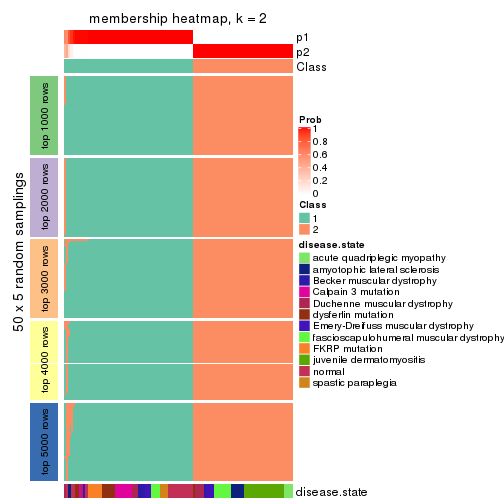 membership heatmap, k = 2
p1
p2
Class
50 x 5 random samplings
top 1000 rows
top 2000 rows
top 3000 rows
top 4000 rows
top 5000 rows
disease.state
Prob
1
0.8
0.6
0.4
0.2
0
Class
1
2
disease.state
acute quadriplegic myopathy
amyotophic lateral sclerosis
Becker muscular dystrophy
Calpain 3 mutation
Duchenne muscular dystrophy
dysferlin mutation
Emery-Dreifuss muscular dystrophy
fascioscapulohumeral muscular dystrophy
FKRP mutation
juvenile dermatomyositis
normal
spastic paraplegia